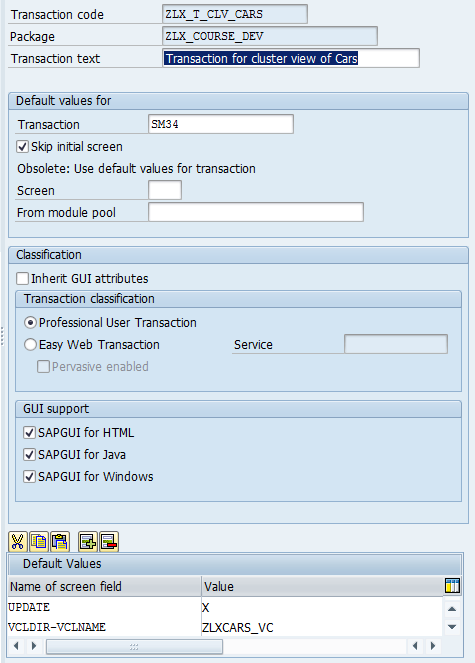 Transaction code ZLX_T_CLV_CARS
Package ZLX_COURSE_DEV
Transaction text Transaction for cluster view of Cars
Default values for
Transaction SM34
Skip initial screen
Obsolete: Use default values for transaction
Screen
From module pool
Classification
Inherit GUI attributes
Transaction classification
Professional User Transaction
Easy Web Transaction Service
Pervasive enabled
GUI support
SAPGUI for HTML
SAPGUI for Java
SAPGUI for Windows
Default Values
Name of screen field Value
UPDATE X
VCLDIR-VCLNAME ZLXCARS_VC